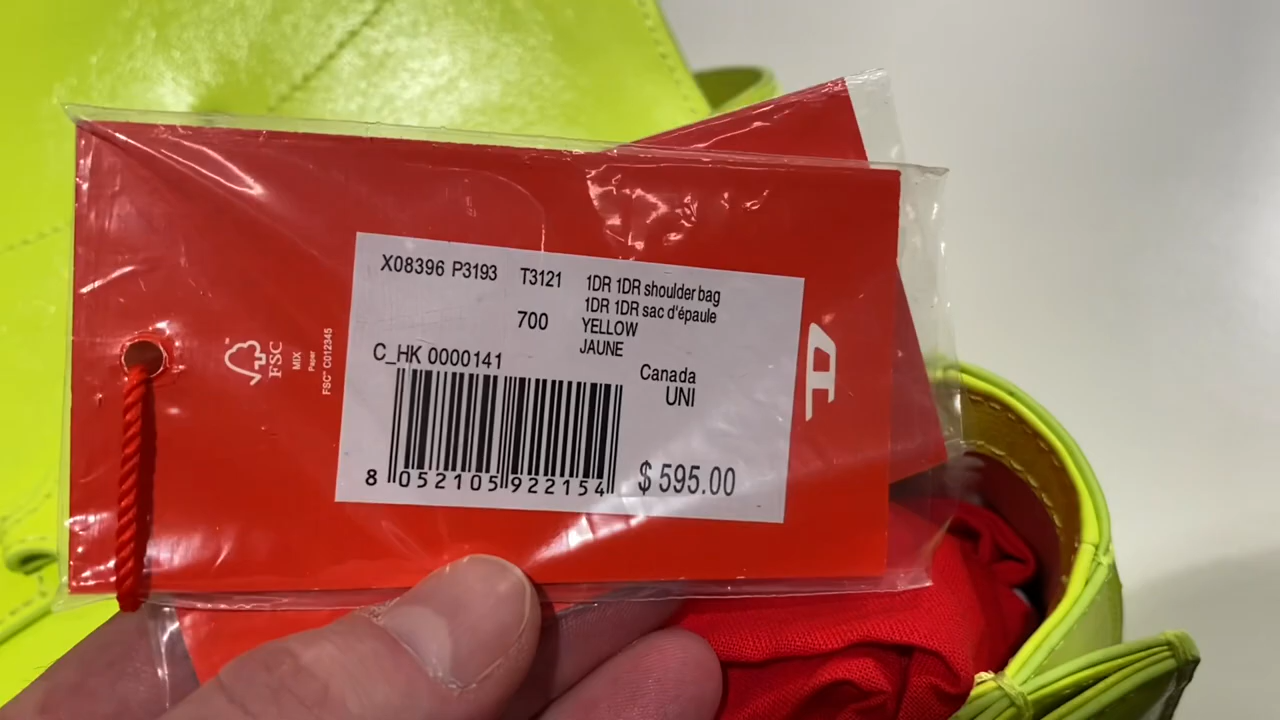 X08396 P3193 T3121 1DR 1DR shoulder bag
1DR 1DR sac d'épaule
700 YELLOW
JAUNE
C_HK 0000141
Canada
UNI
8 052105 922154
$ 595.00
FSC
MIX
Paper
FSC™ C012345
D